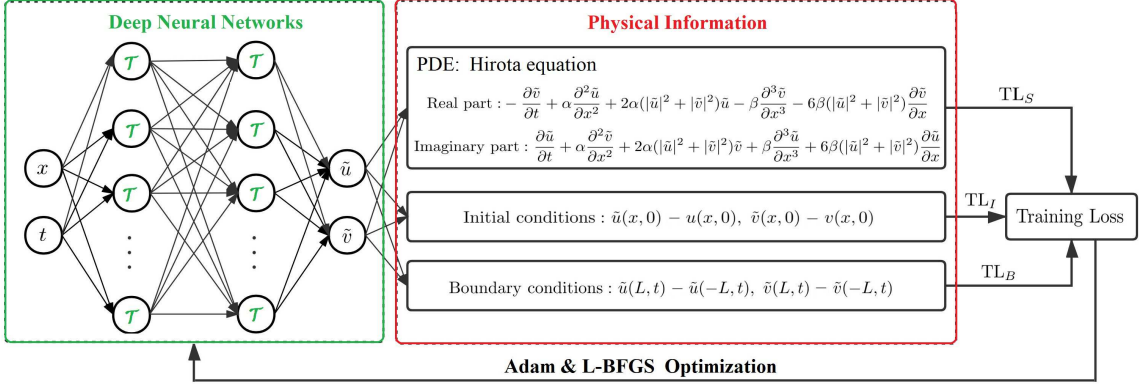 Deep Neural Networks
x
t
𝒯
𝒯
𝒯
𝒯
𝒯
𝒯
𝒯
𝒯
ũ
ṽ
Physical Information
PDE: Hirota equation
Real part : − ∂ṽ/∂t + α ∂²ũ/∂x² + 2α(|ũ|² + |ṽ|²)ũ − β ∂³ṽ/∂x³ − 6β(|ũ|² + |ṽ|²) ∂ṽ/∂x
Imaginary part : ∂ũ/∂t + α ∂²ṽ/∂x² + 2α(|ũ|² + |ṽ|²)ṽ + β ∂³ũ/∂x³ + 6β(|ũ|² + |ṽ|²) ∂ũ/∂x
Initial conditions : ũ(x, 0) − u(x, 0), ṽ(x, 0) − v(x, 0)
Boundary conditions : ũ(L, t) − ũ(−L, t), ṽ(L, t) − ṽ(−L, t)
TL_S
TL_I
TL_B
Training Loss
Adam & L-BFGS Optimization